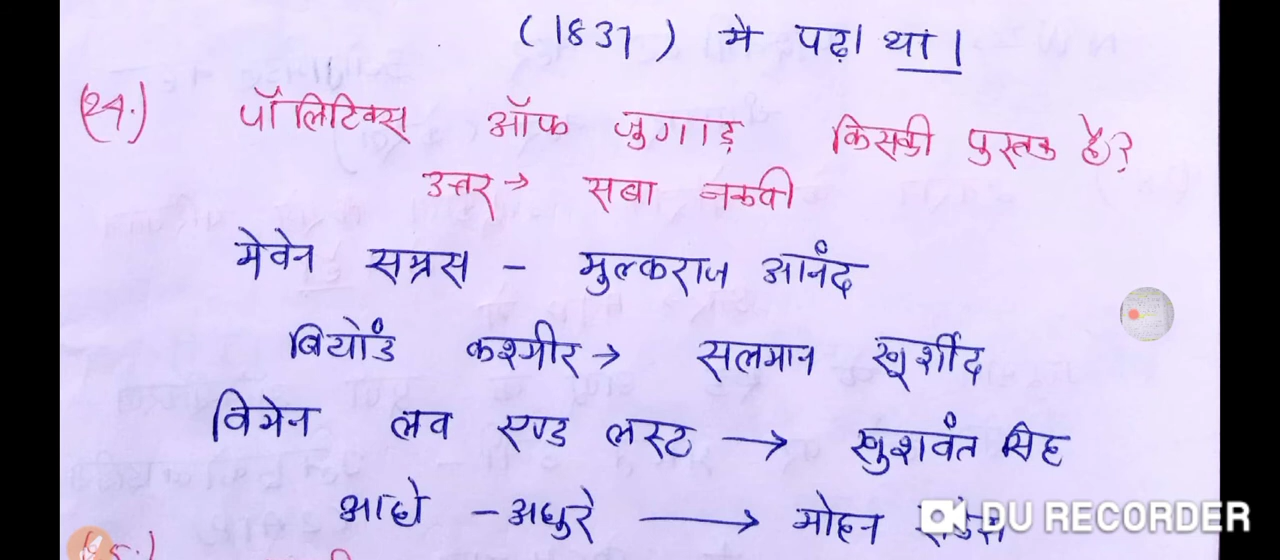 (1837) मे पढ़ा था।
(24.) पॉलिटिक्स ऑफ जुगाड़ किसकी पुस्तक है?
उत्तर → सबा नकवी
मेवेन सम्रस - मुल्कराज आनंद
बियोंड कश्मीर → सलमान खूर्शीद
विमेन लव एण्ड लस्ट → खुशवंत सिंह
आधे - अधुरे → मोहन
DU RECORDER